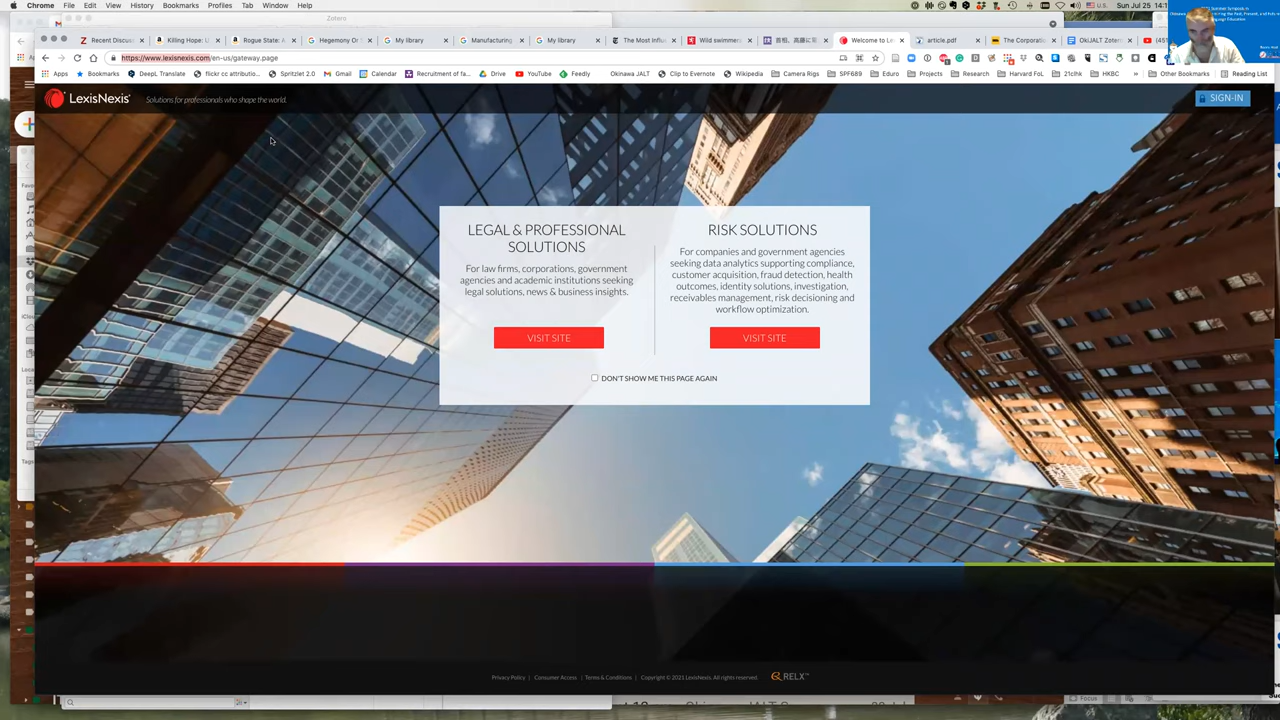 Chrome File Edit View History Bookmarks Profiles Tab Window Help
U.S. Sun Jul 25
Zotero
Recent Discus
Killing Hope: U
Rogue State: A
Hegemony Or
My library
Manufacturing
My library
The Most Influ
Wild swimmers
首相、
Welcome to Le
article.pdf
The Corporation
OkiJALT Zoter
https://www.lexisnexis.com/en-us/gateway.page
Apps Bookmarks DeepL Translate Flickr cc attributio... Spritzlet 2.0 Gmail Calendar Recruitment of fa... Drive YouTube Feedly Okinawa JALT Clip to Evernote Wikipedia Camera Rigs SPF689 Eduro Projects Research Harvard FoL 21cihk HKBC » Other Bookmarks Reading List
LexisNexis® Solutions for professionals who shape the world. SIGN-IN
LEGAL & PROFESSIONAL
SOLUTIONS
For law firms, corporations, government
agencies and academic institutions seeking
legal solutions, news & business insights.
VISIT SITE
RISK SOLUTIONS
For companies and government agencies
seeking data analytics supporting compliance,
customer acquisition, fraud detection, health
outcomes, identity solutions, investigation,
receivables management, risk decisioning and
workflow optimization.
VISIT SITE
DON'T SHOW ME THIS PAGE AGAIN
Privacy Policy | Consumer Access | Terms & Conditions | Copyright © 2021 LexisNexis. All rights reserved. RELX™
Focus